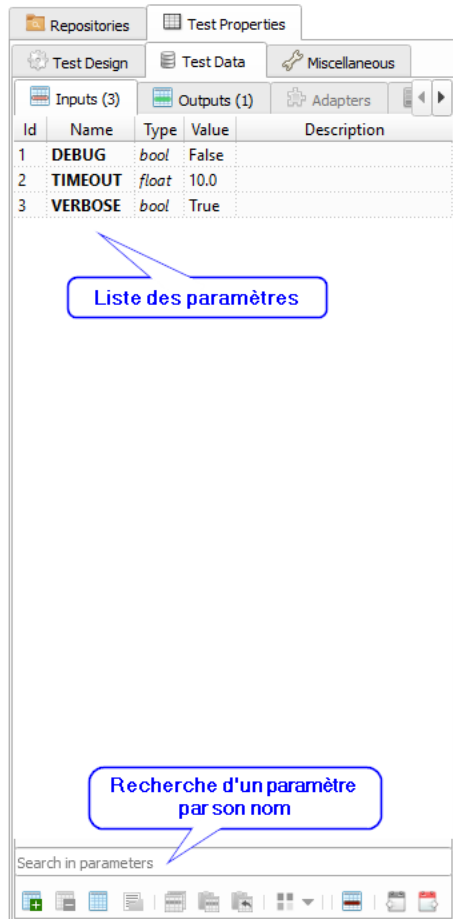 Repositories Test Properties
Test Design Test Data Miscellaneous
Inputs (3) Outputs (1) Adapters
Id Name Type Value Description
1 DEBUG bool False
2 TIMEOUT float 10.0
3 VERBOSE bool True
Liste des paramètres
Recherche d'un paramètre
par son nom
Search in parameters